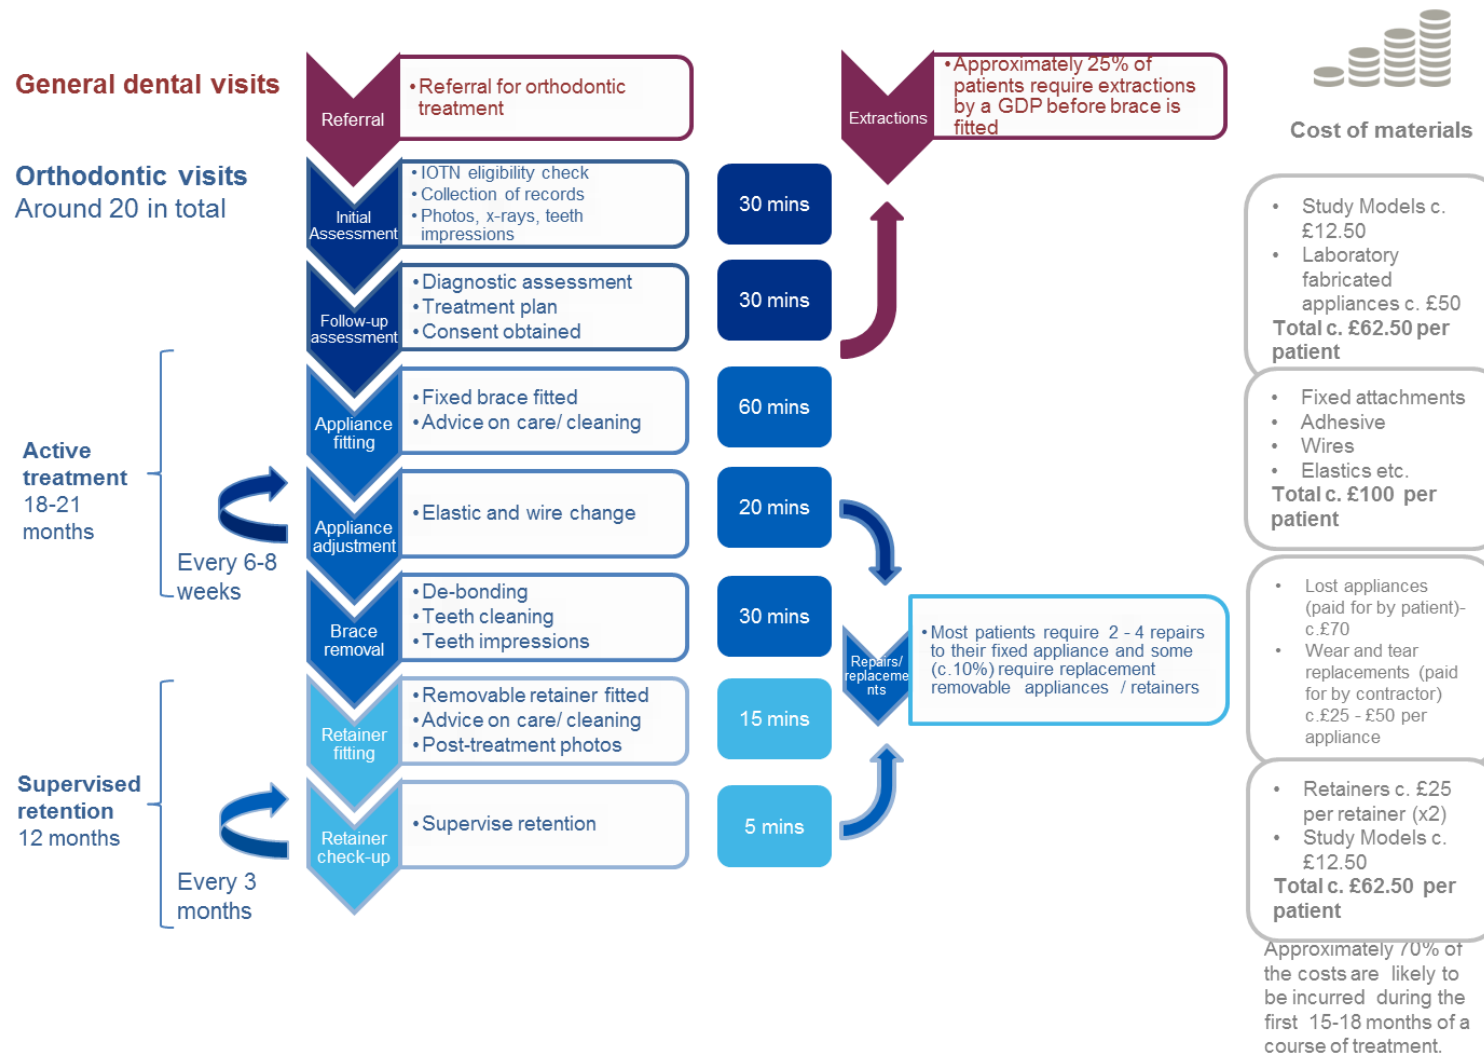 General dental visits
Referral
• Referral for orthodontic
treatment
Extractions
• Approximately 25% of
patients require extractions
by a GDP before brace is
fitted
Cost of materials
Orthodontic visits
Around 20 in total
Initial
Assessment
• IOTN eligibility check
• Collection of records
• Photos, x-rays, teeth
impressions
30 mins
Follow-up
assessment
• Diagnostic assessment
• Treatment plan
• Consent obtained
30 mins
• Study Models c.
£12.50
• Laboratory
fabricated
appliances c. £50
Total c. £62.50 per
patient
Active
treatment
18-21
months
Every 6-8
weeks
Appliance
fitting
• Fixed brace fitted
• Advice on care/ cleaning
60 mins
Appliance
adjustment
• Elastic and wire change
20 mins
• Fixed attachments
• Adhesive
• Wires
• Elastics etc.
Total c. £100 per
patient
Brace
removal
• De-bonding
• Teeth cleaning
• Teeth impressions
30 mins
Repairs/
replaceme
nts
• Most patients require 2 - 4 repairs
to their fixed appliance and some
(c.10%) require replacement
removable appliances / retainers
• Lost appliances
(paid for by patient)-
c.£70
• Wear and tear
replacements (paid
for by contractor)
c.£25 - £50 per
appliance
Supervised
retention
12 months
Every 3
months
Retainer
fitting
• Removable retainer fitted
• Advice on care/ cleaning
• Post-treatment photos
15 mins
Retainer
check-up
• Supervise retention
5 mins
• Retainers c. £25
per retainer (x2)
• Study Models c.
£12.50
Total c. £62.50 per
patient
Approximately 70% of
the costs are likely to
be incurred during the
first 15-18 months of a
course of treatment.